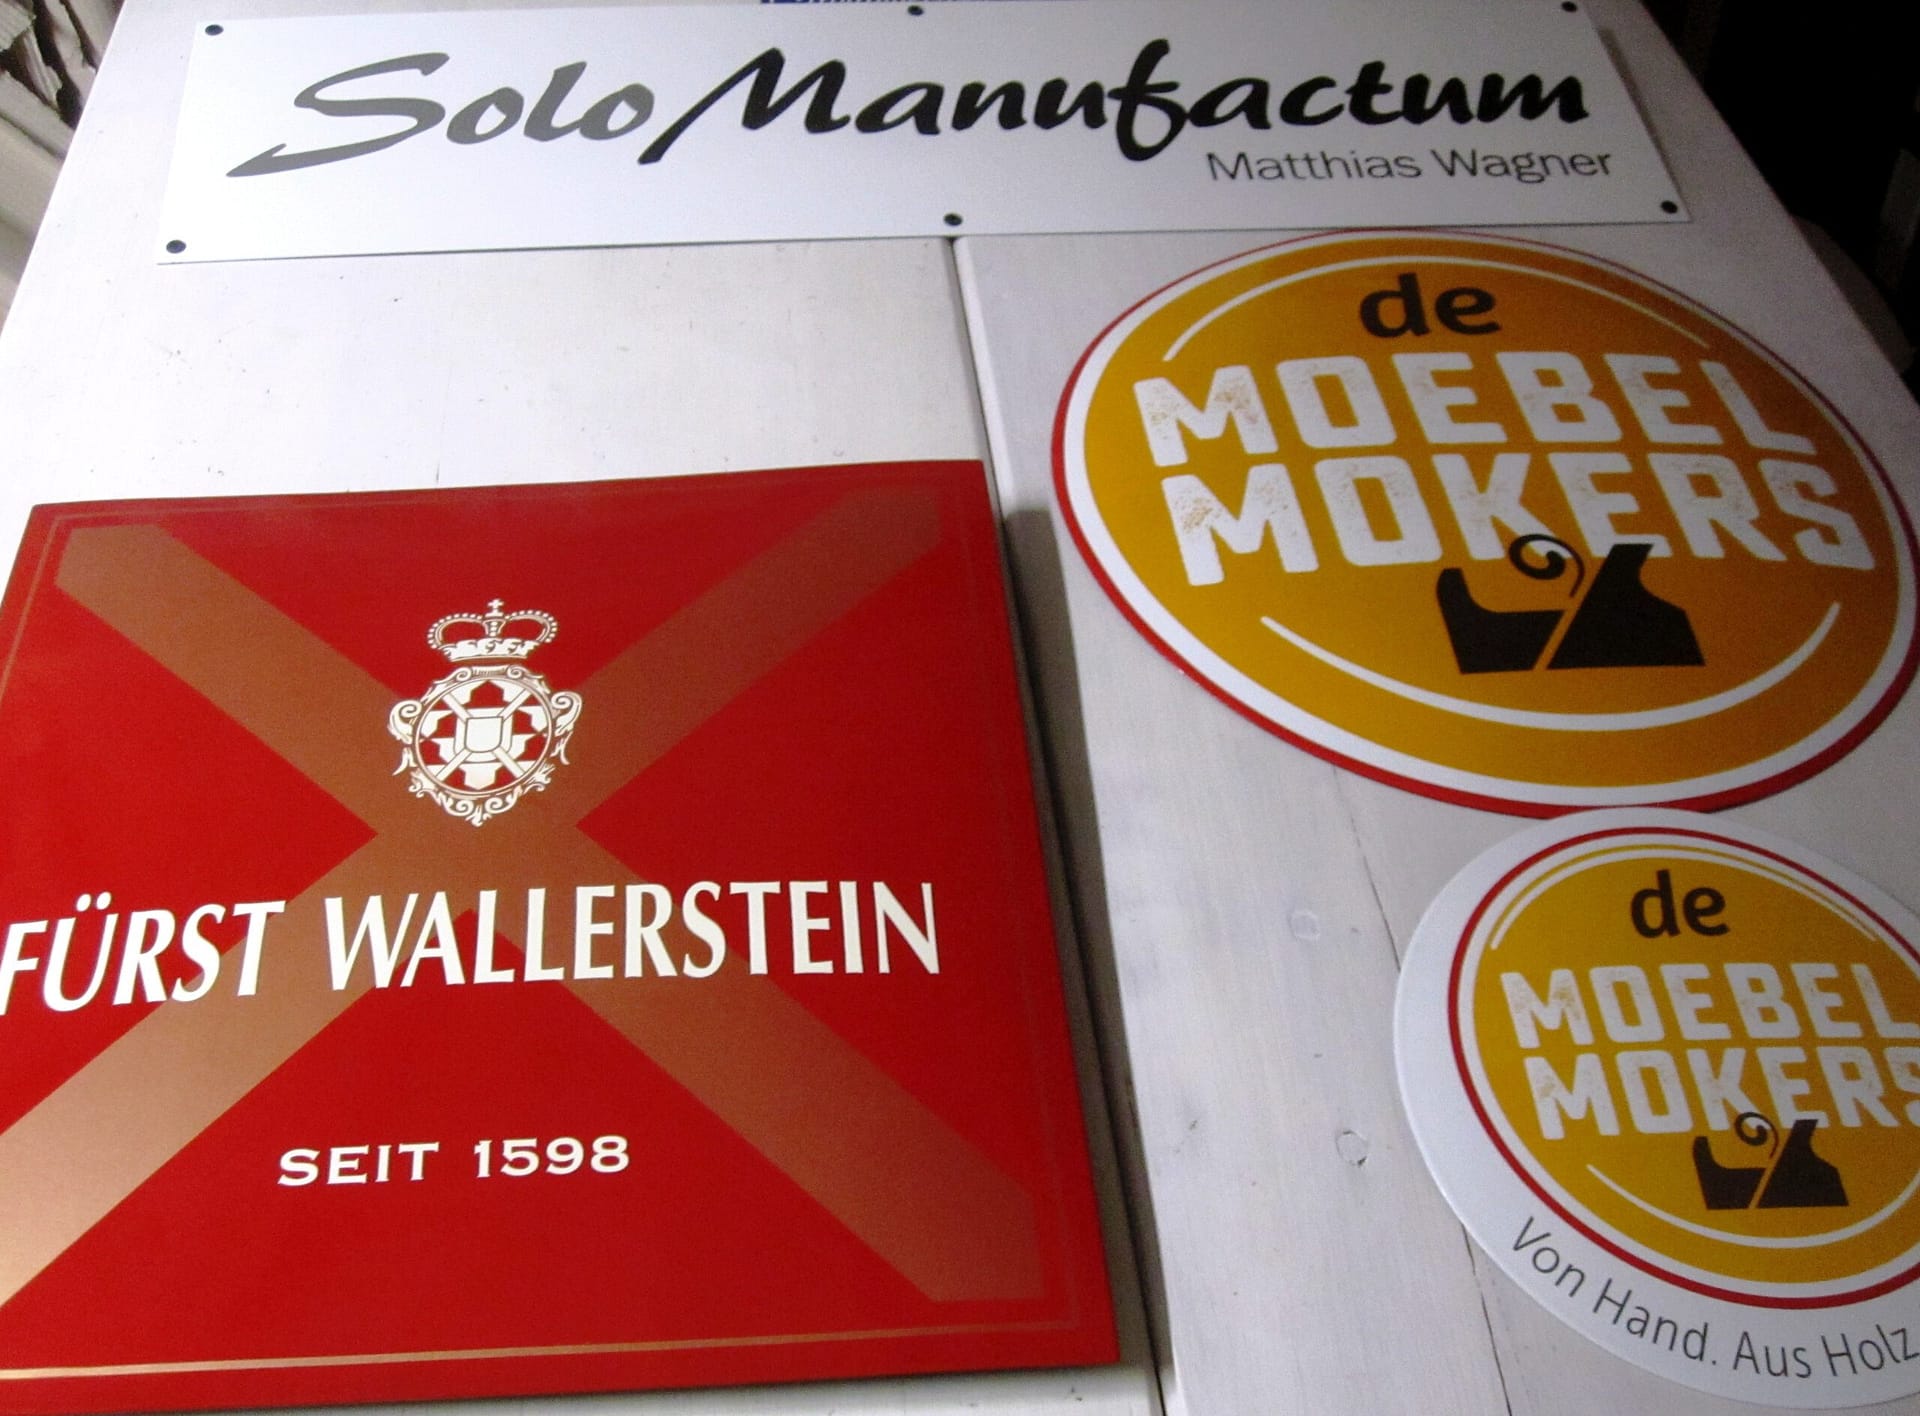 Solo Manufactum
Matthias Wagner
de
MOEBEL
MOKERS
FÜRST WALLERSTEIN
SEIT 1598
de
MOEBEL
MOKERS
Von Hand. Aus Holz